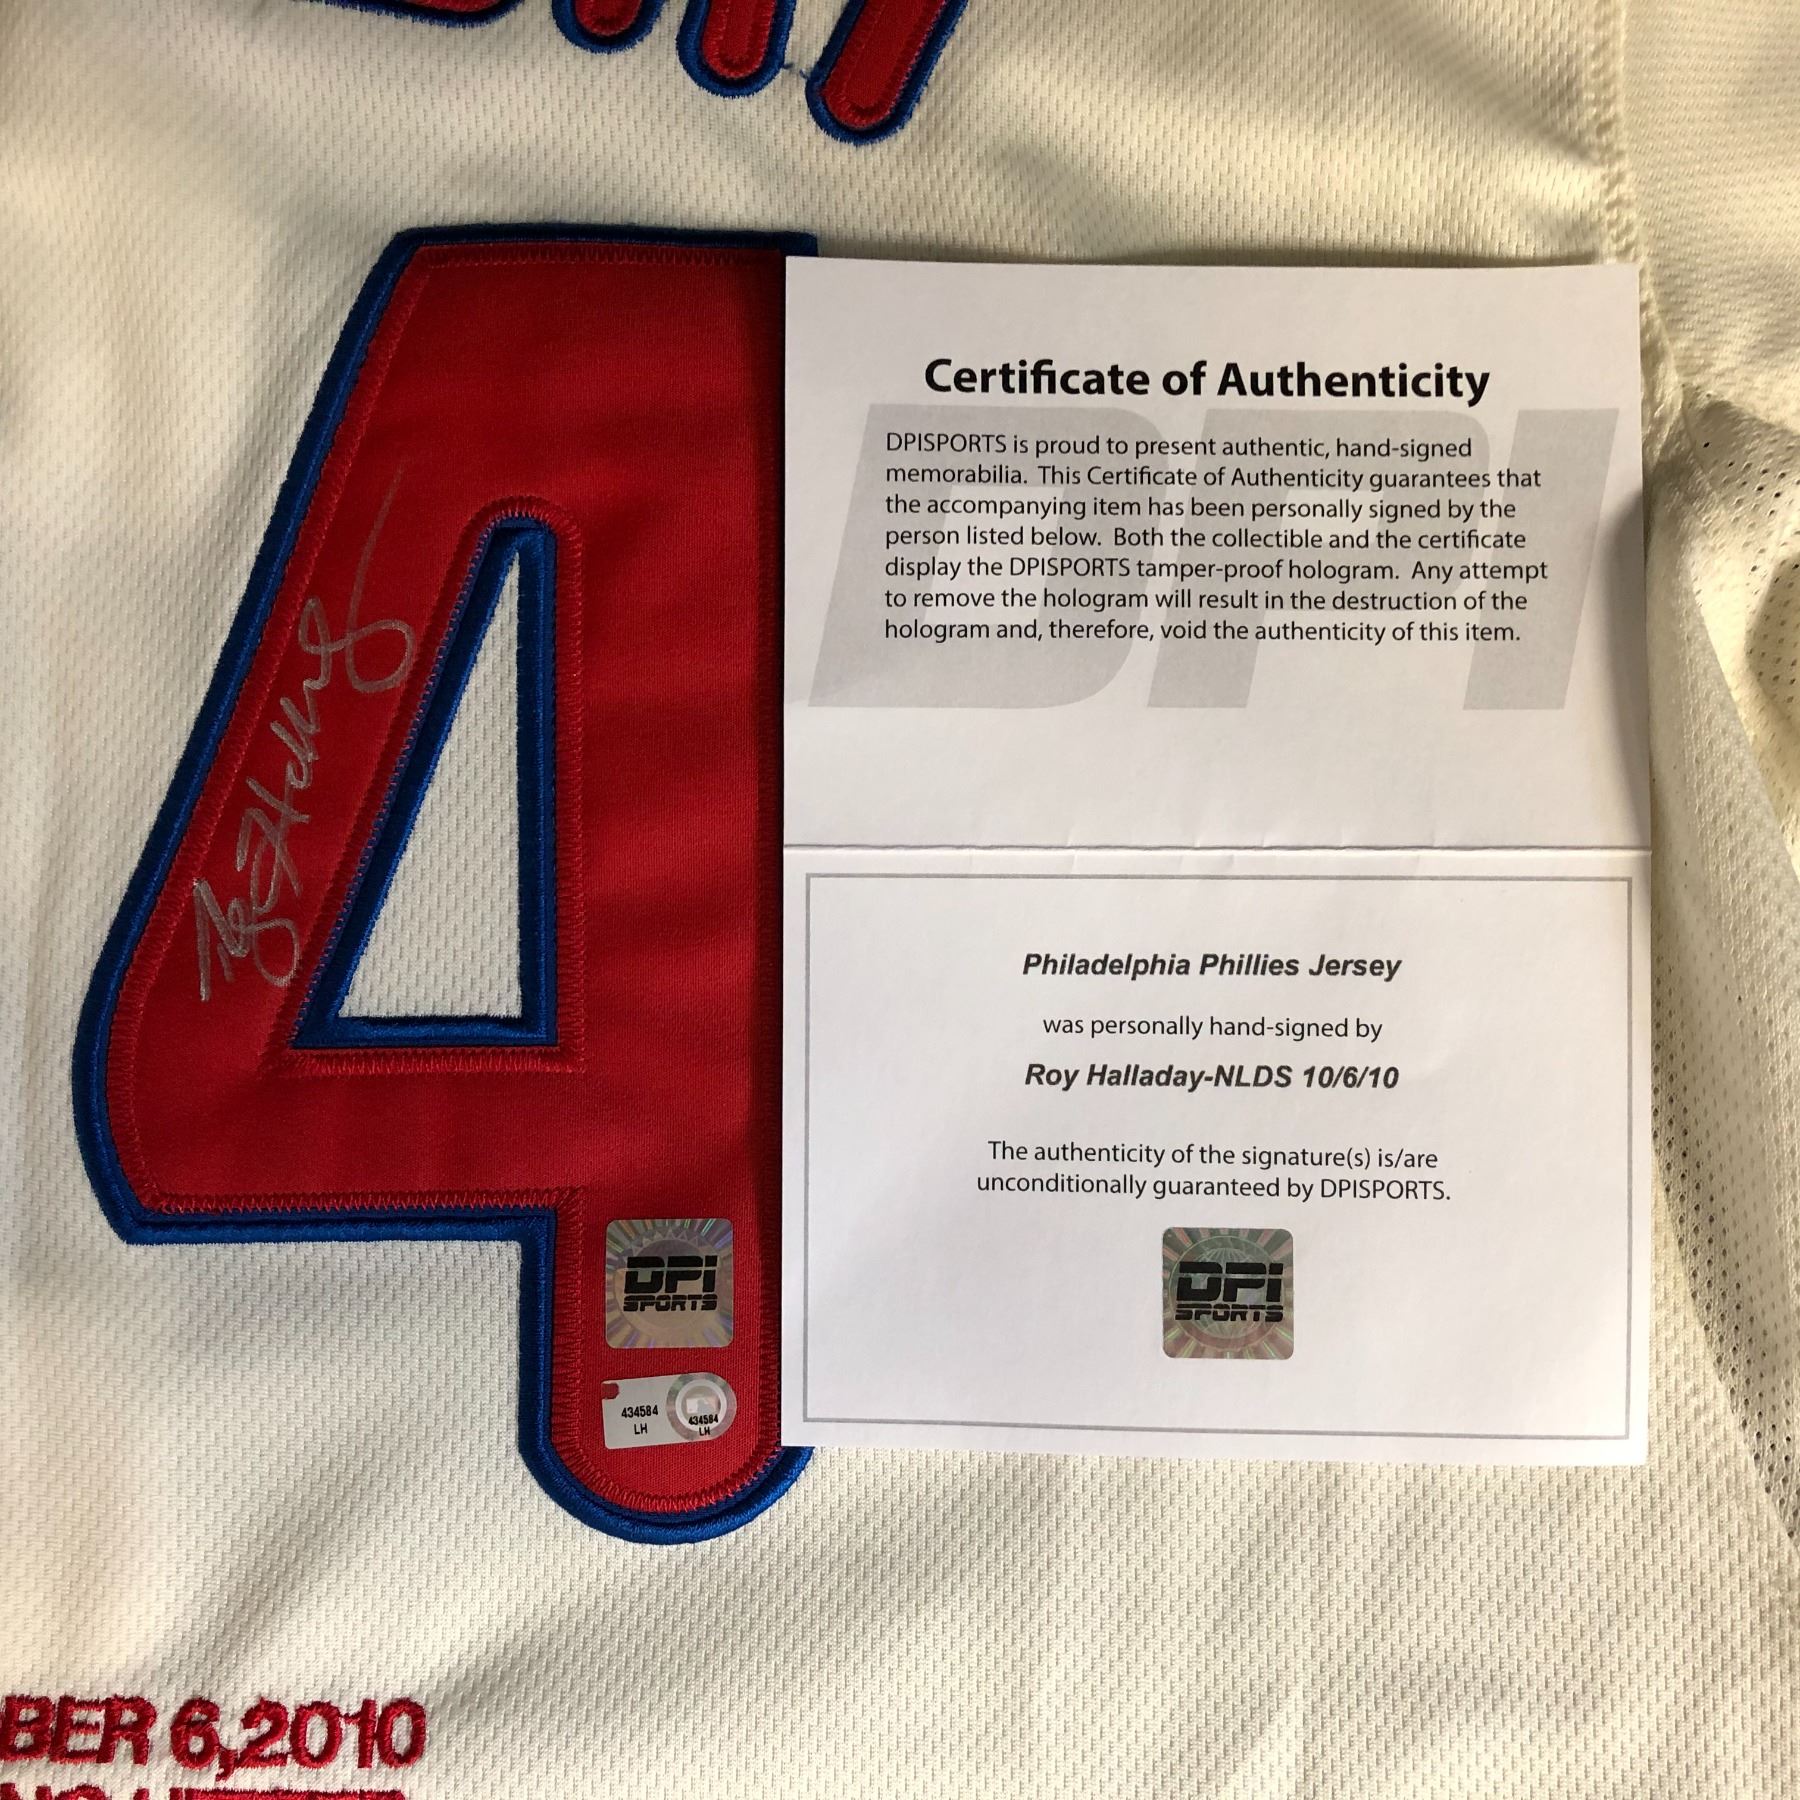 4
Certificate of Authenticity
DPISPORTS is proud to present authentic, hand-signed
memorabilia. This Certificate of Authenticity guarantees that
the accompanying item has been personally signed by the
person listed below. Both the collectible and the certificate
display the DPISPORTS tamper-proof hologram. Any attempt
to remove the hologram will result in the destruction of the
hologram and, therefore, void the authenticity of this item.
DPI
Philadelphia Phillies Jersey
was personally hand-signed by
Roy Halladay-NLDS 10/6/10
The authenticity of the signature(s) is/are
unconditionally guaranteed by DPISPORTS.
DPI
SPORTS
DPI
SPORTS
434584
LH
434584
LH
BER 6,2010